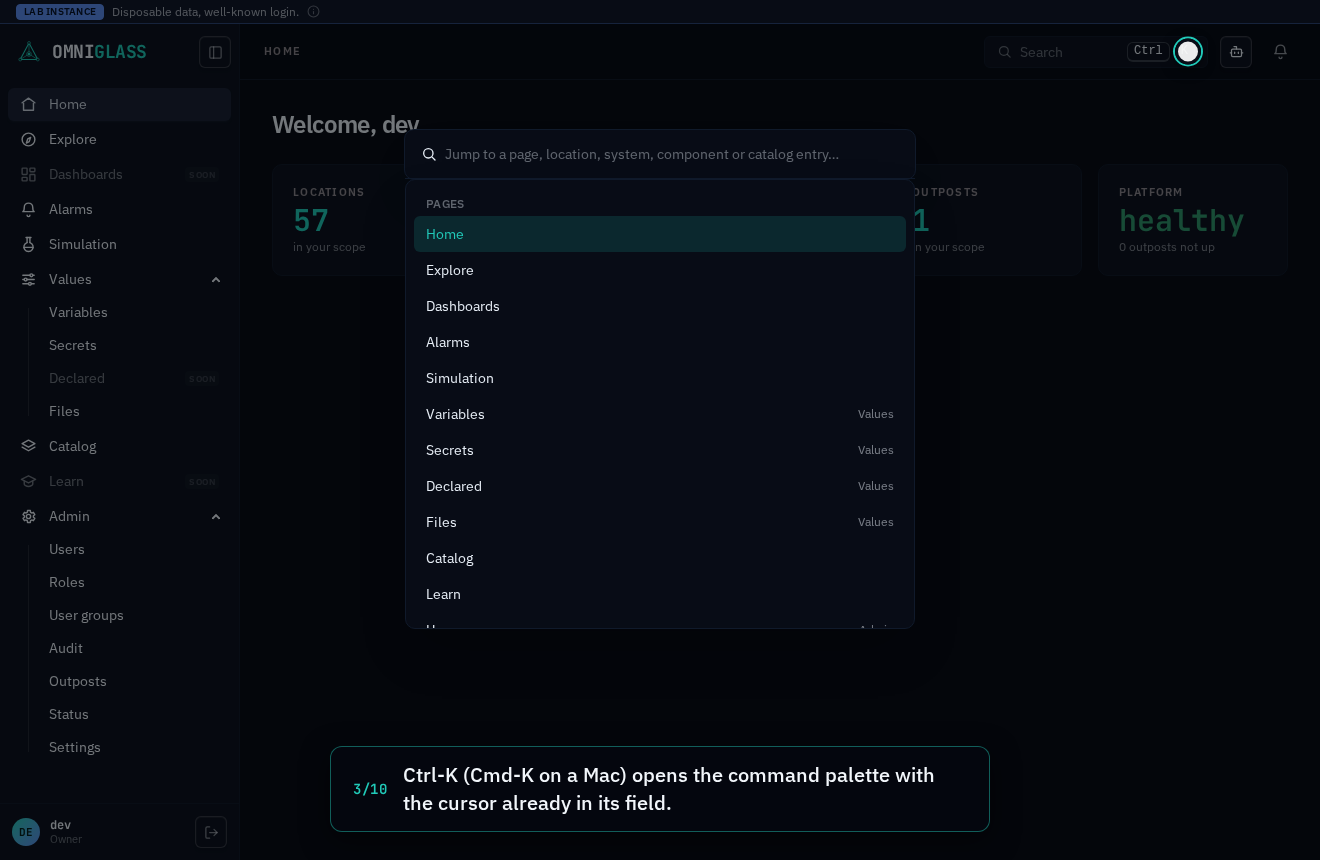 LAB INSTANCE Disposable data, well-known login.
OMNIGLASS
HOME
Search Ctrl
Home
Explore
Dashboards SOON
Alarms
Simulation
Values
Variables
Secrets
Declared SOON
Files
Catalog
Learn SOON
Admin
Users
Roles
User groups
Audit
Outposts
Status
Settings
DE dev
Owner
Welcome, dev
LOCATIONS
57
in your scope
OUTPOSTS
1
n your scope
PLATFORM
healthy
0 outposts not up
Jump to a page, location, system, component or catalog entry...
PAGES
Home
Explore
Dashboards
Alarms
Simulation
Variables Values
Secrets Values
Declared Values
Files Values
Catalog
Learn
3/10 Ctrl-K (Cmd-K on a Mac) opens the command palette with
the cursor already in its field.